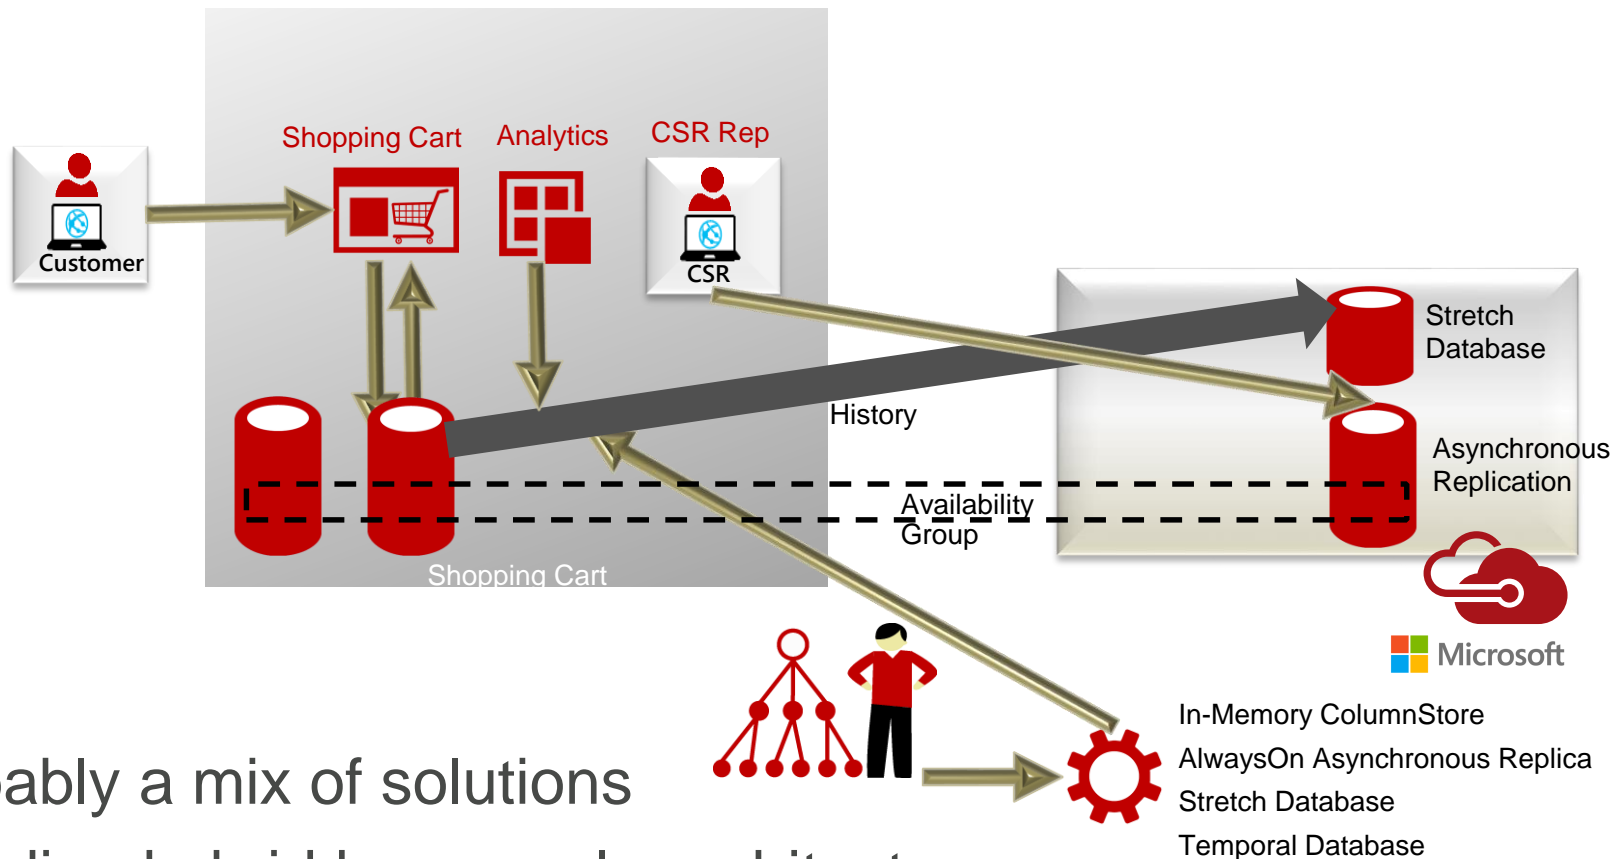 Shopping Cart
Analytics
CSR Rep
Customer
CSR
Stretch
Database
History
Asynchronous
Replication
Availability
Group
Shopping Cart
Microsoft
In-Memory ColumnStore
AlwaysOn Asynchronous Replica
a mix of solutions
Stretch Database
Temporal Database